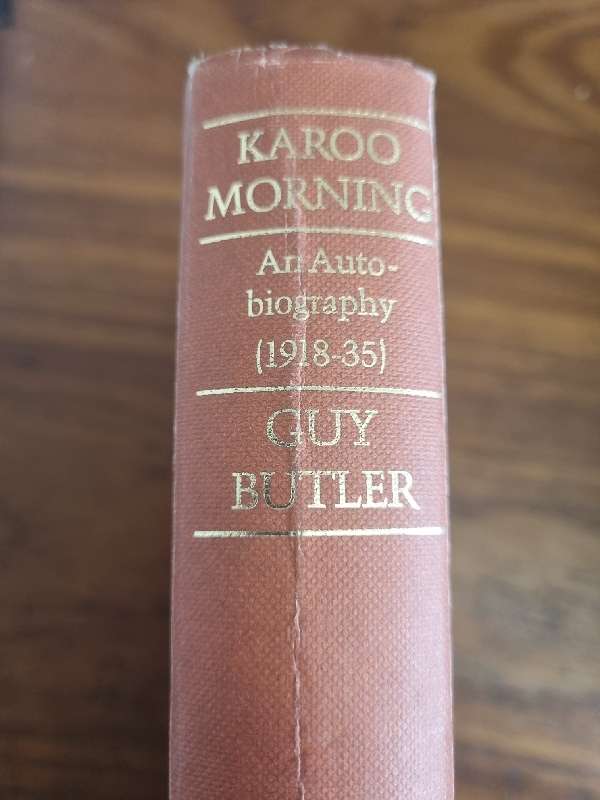 KAROO
MORNING
An Auto-
biography
(1918-35)
GUY
BUTLER